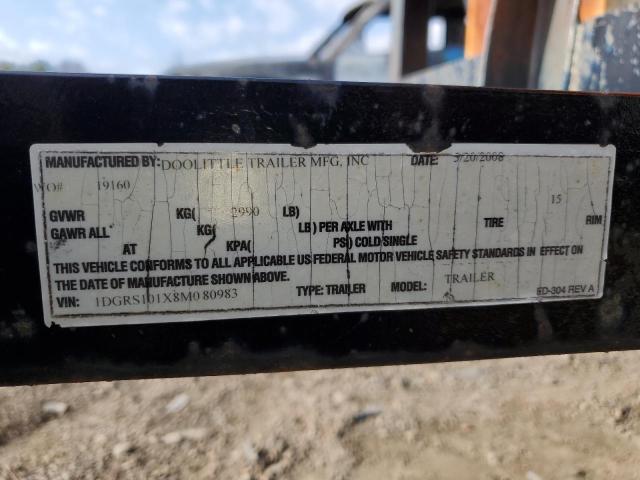 MANUFACTURED BY: DOOLITTLE TRAILER MFG, INC DATE: 3/20/2008
WO# 19160
GVWR KG( 2990 LB) 15
GAWR ALL KG( LB) PER AXLE WITH TIRE RIM
AT KPA( PSI) COLD SINGLE
THIS VEHICLE CONFORMS TO ALL APPLICABLE US FEDERAL MOTOR VEHICLE SAFETY STANDARDS IN EFFECT ON
THE DATE OF MANUFACTURE SHOWN ABOVE.
VIN: 1DGRS101X8M080983 TYPE: TRAILER MODEL: TRAILER ED-304 REV A